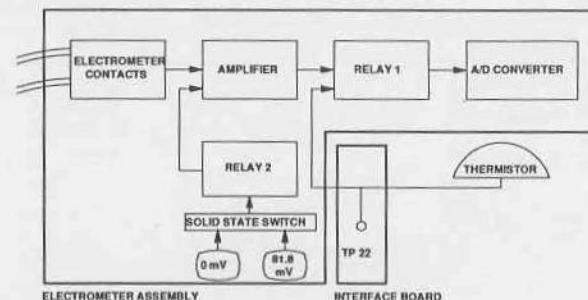 ELECTROMETER
CONTACTS
AMPLIFIER
RELAY 1
A/D CONVERTER
RELAY 2
THERMISTOR
SOLID STATE SWITCH
0 mV
81.8
mV
TP 22
ELECTROMETER ASSEMBLY
INTERFACE BOARD